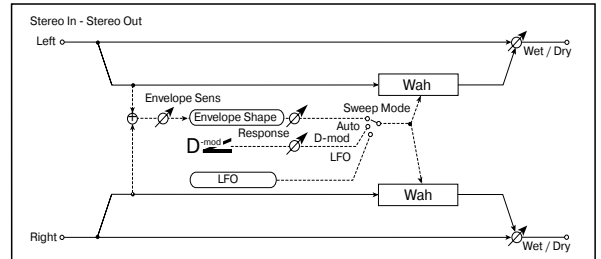 Stereo In - Stereo Out
Left
Wet / Dry
Wah
Envelope Sens
Sweep Mode
Envelope Shape
Auto
Response
D-mod
D-mod
LFO
LFO
Wah
Right
Wet / Dry